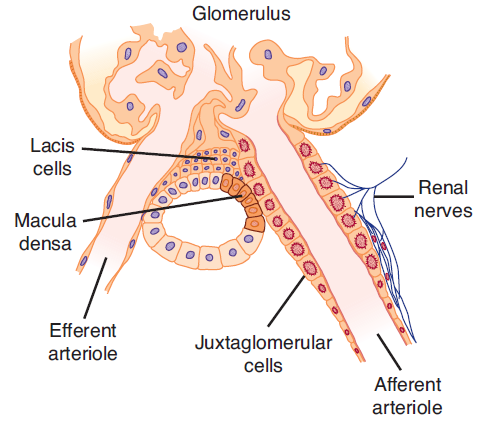 Glomerulus
Lacis
cells
Macula
densa
Renal
nerves
Efferent
arteriole
Juxtaglomerular
cells
Afferent
arteriole